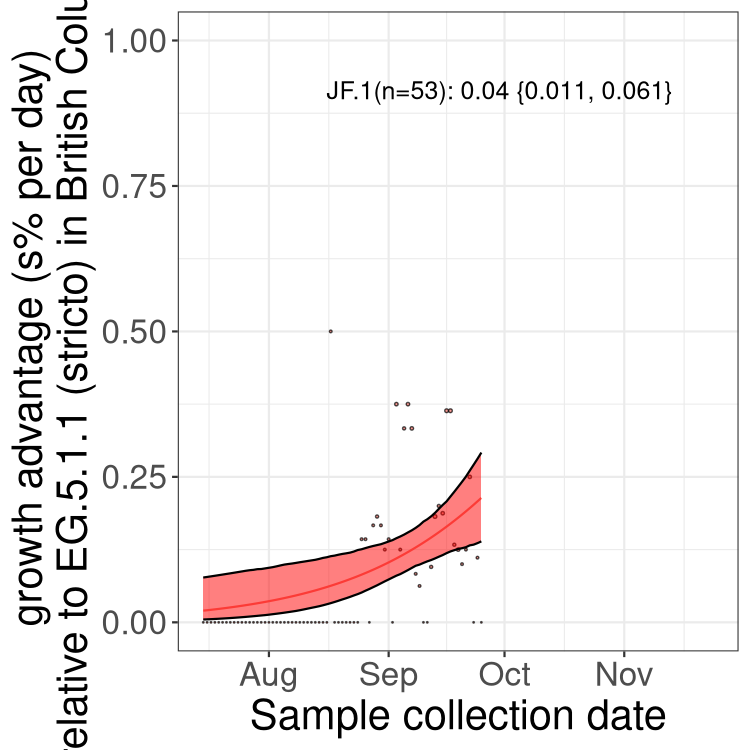 growth advantage (s% per day)
relative to EG.5.1.1 (stricto) in British
1.00
0.75
0.50
0.25
0.00
JF.1(n=53): 0.04 {0.011, 0.061}
Aug Sep Oct Nov
Sample collection date